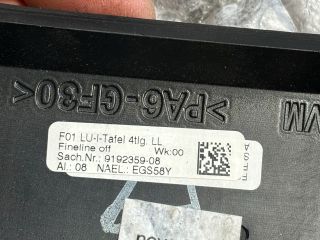 >PA6-GF30<
VM
F01 LU-I-Tafel 4tlg. LL
Fineline off Wk:00
Sach.Nr.: 9192359-08
AI.: 08 NAEL.: EGS58Y